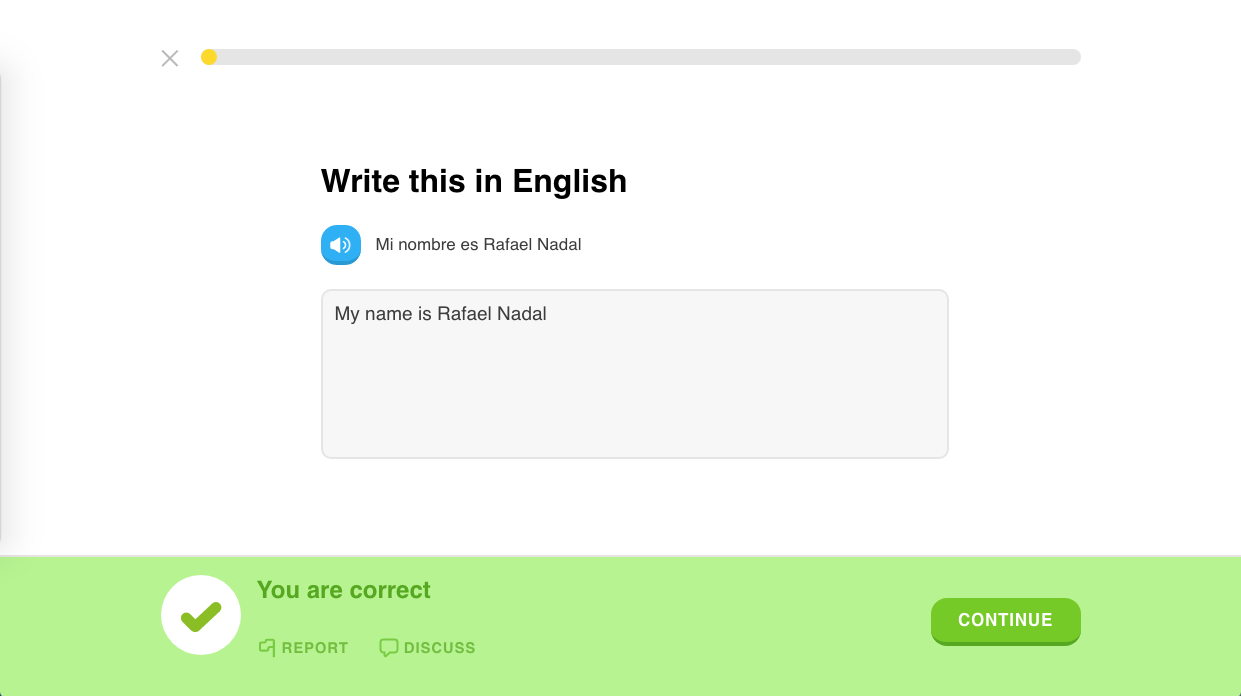 Write this in English
Mi nombre es Rafael Nadal
My name is Rafael Nadal
You are correct
REPORT
DISCUSS
CONTINUE